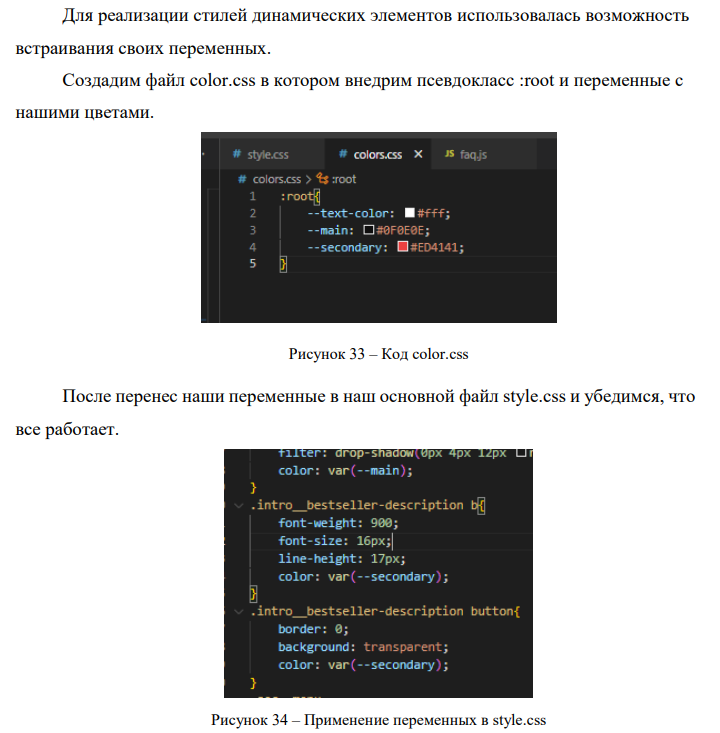 Для реализации стилей динамических элементов использовалась возможность
встраивания своих переменных.
Создадим файл color.css в котором внедрим псевдокласс :root и переменные с
нашими цветами.
# style.css # colors.css × JS faq.js
# colors.css > :root
1 :root{
2 --text-color: #fff;
3 --main: #0F0E0E;
4 --secondary: #ED4141;
5 }
Рисунок 33 – Код color.css
После перенес наши переменные в наш основной файл style.css и убедимся, что
все работает.
filter: drop-shadow(0px 4px 12px
color: var(--main);
}
.intro__bestseller-description b{
font-weight: 900;
font-size: 16px;
line-height: 17px;
color: var(--secondary);
}
.intro__bestseller-description button{
border: 0;
background: transparent;
color: var(--secondary);
}
Рисунок 34 – Применение переменных в style.css